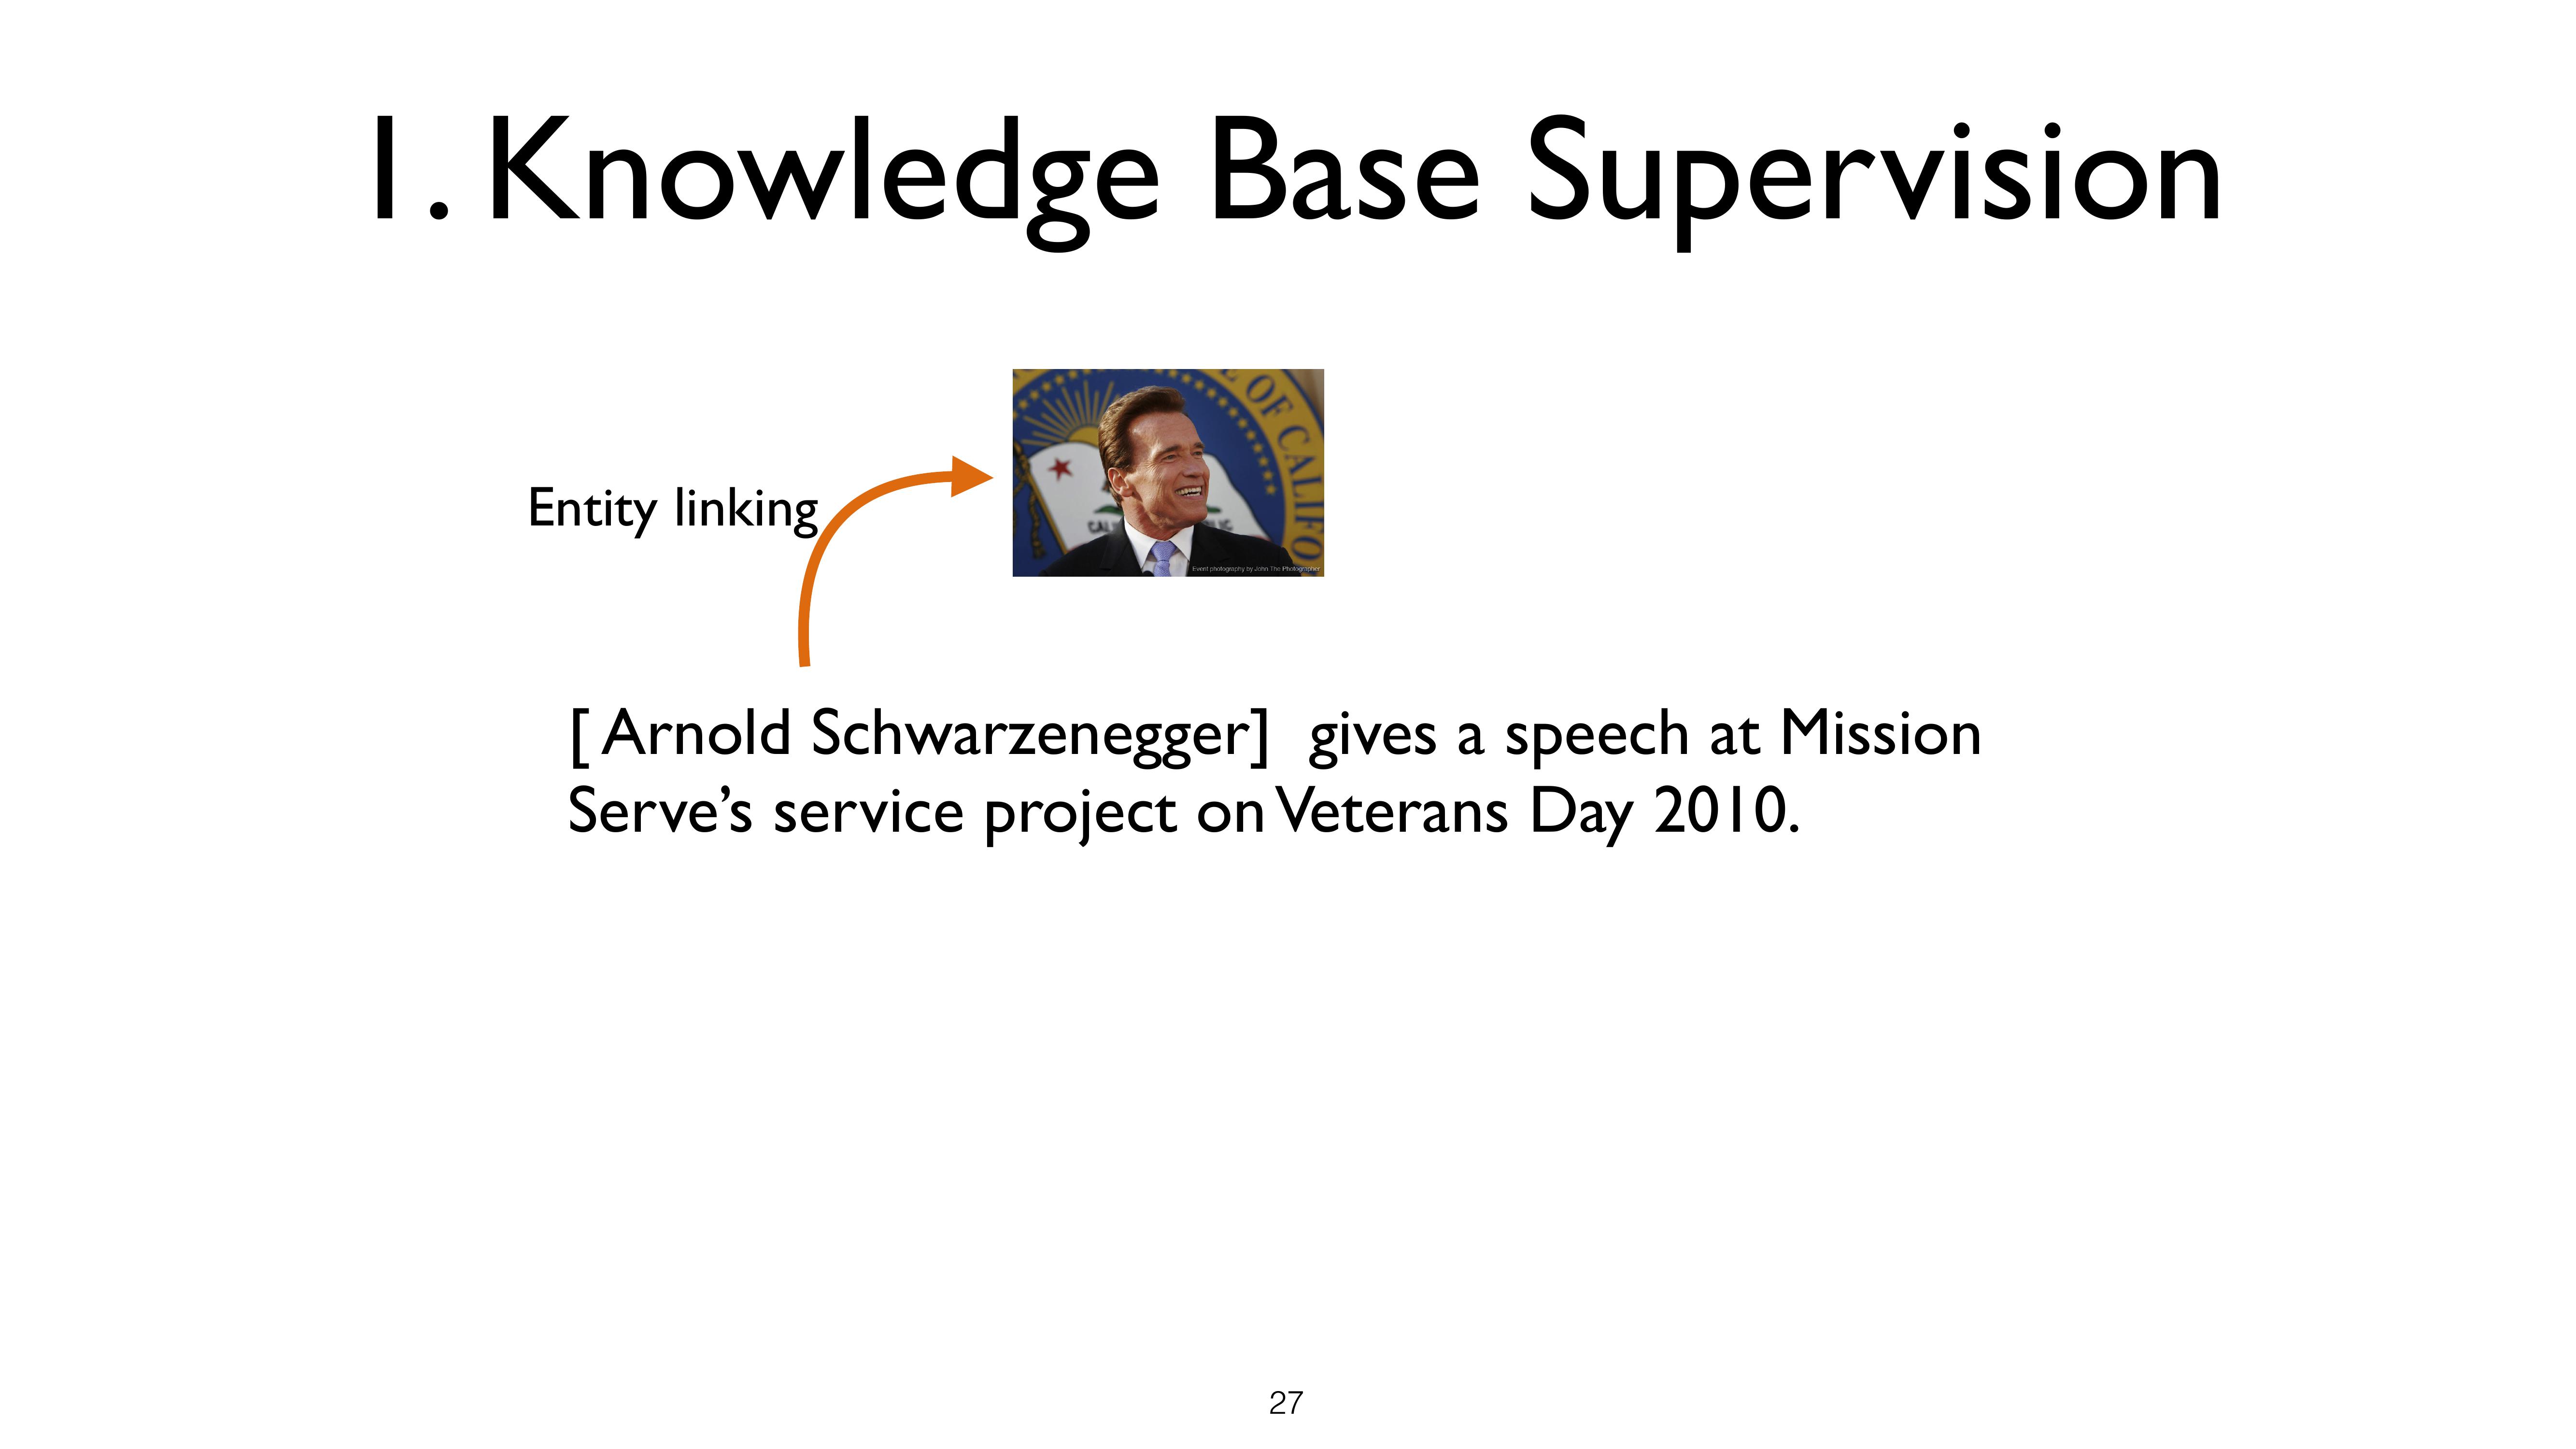 1. Knowledge Base Supervision
OF CALIFO
CALI
LIC
Event photography by John The Photographer
Entity linking
[ Arnold Schwarzenegger] gives a speech at Mission
Serve’s service project on Veterans Day 2010.
27